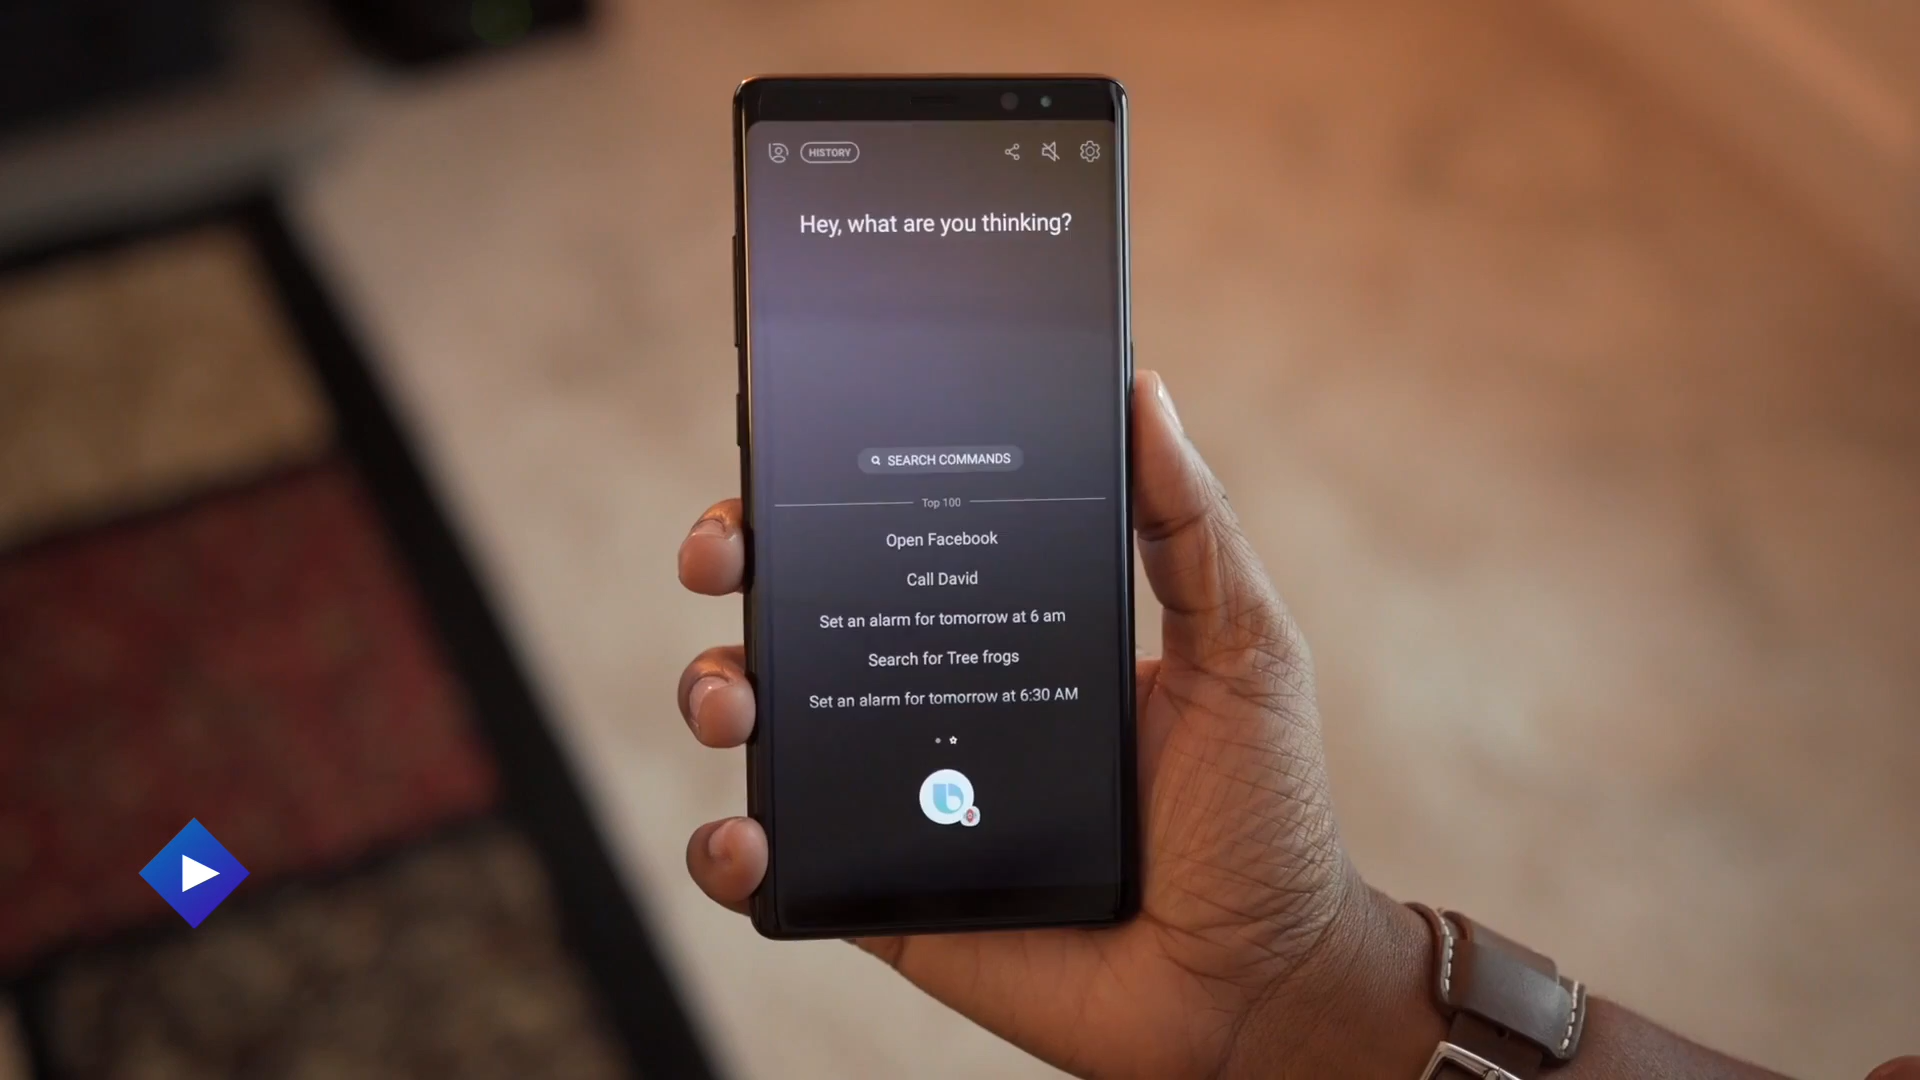 HISTORY
Hey, what are you thinking?
SEARCH COMMANDS
Top 100
Open Facebook
Call David
Set an alarm for tomorrow at 6 am
Search for Tree frogs
Set an alarm for tomorrow at 6:30 AM